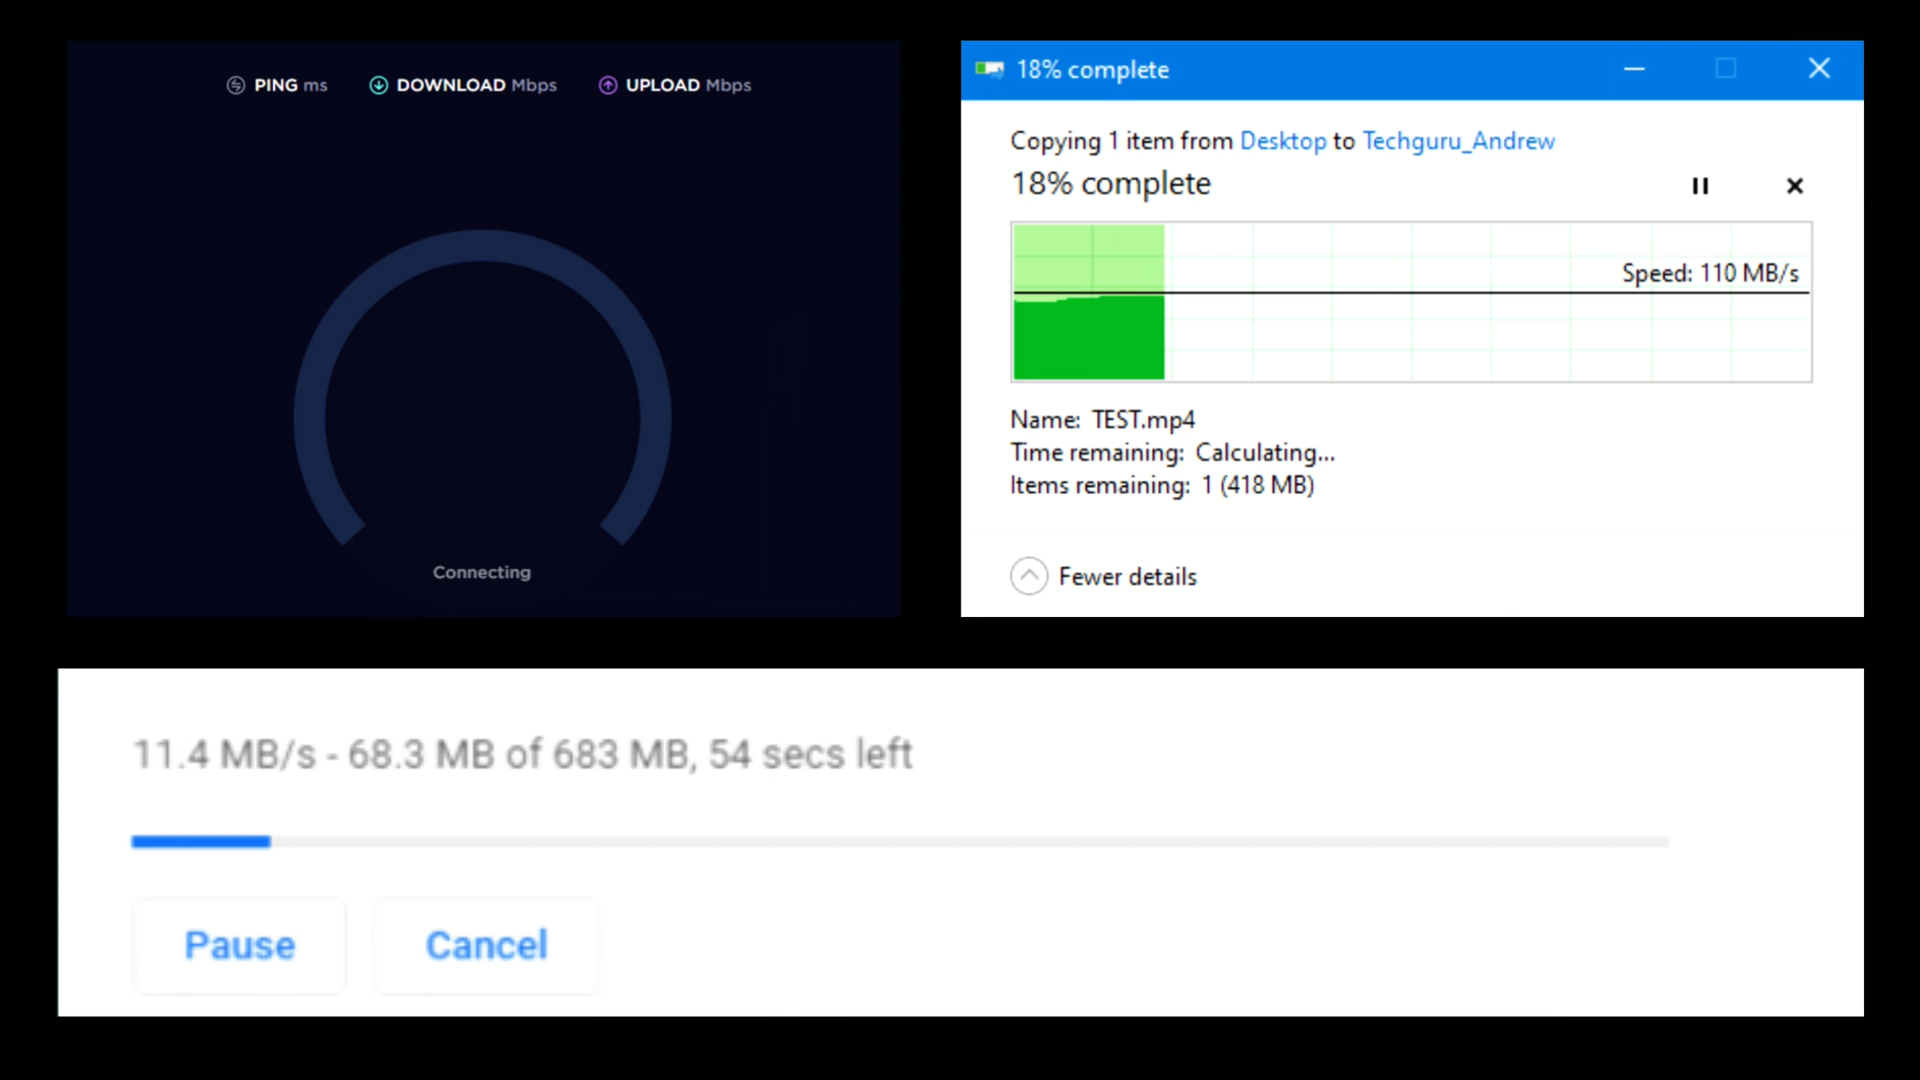 PING ms DOWNLOAD Mbps UPLOAD Mbps
Connecting
18% complete
Copying 1 item from Desktop to Techguru_Andrew
18% complete
Speed: 110 MB/s
Name: TEST.mp4
Time remaining: Calculating...
Items remaining: 1 (418 MB)
Fewer details
11.4 MB/s - 68.3 MB of 683 MB, 54 secs left
Pause Cancel